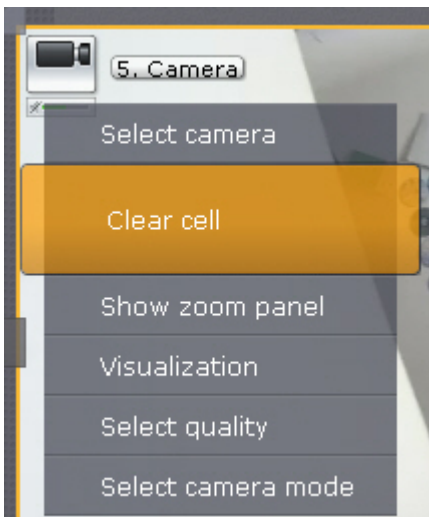 5. Camera
Select camera
Clear cell
Show zoom panel
Visualization
Select quality
Select camera mode